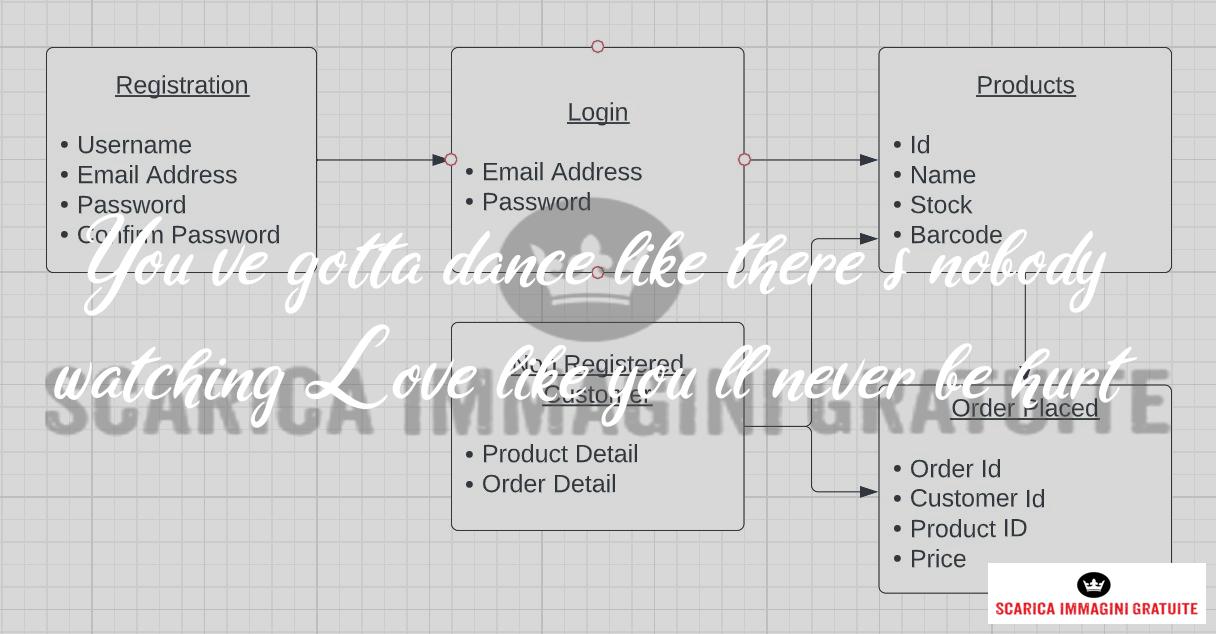 Registration
• Username
• Email Address
• Password
• Confirm Password
Login
• Email Address
• Password
Products
• Id
• Name
• Stock
• Barcode
You ve gotta dance like there s nobody
watching Love like you ll never be hurt
SCARICA IMMAGINI GRATUITE
Non Registered
Customer
• Product Detail
• Order Detail
Order Placed
• Order Id
• Customer Id
• Product ID
• Price
SCARICA IMMAGINI GRATUITE